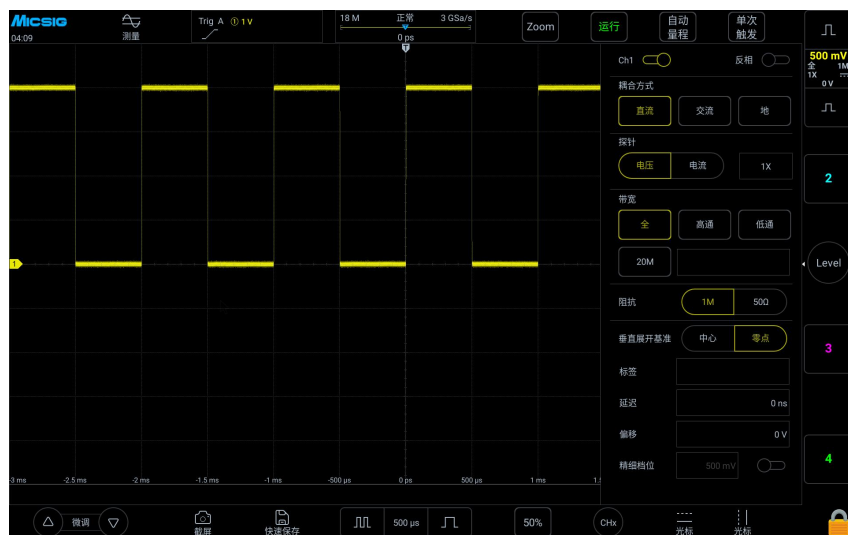 Micsig
04:09
测量
Trig A ① 1 V
18 M 正常 3 GSa/s
0 ps
T
Zoom
运行
自动
量程
单次
触发
500 mV
全 1M
1X
0 V
Ch1
反相
耦合方式
直流 交流 地
探针
电压 电流 1X
带宽
全 高通 低通
20M
阻抗
1M 50Ω
垂直展开基准
中心 零点
标签
延迟
0 ns
偏移
0 V
精细档位
500 mV
1
2
Level
3
4
-3 ms -2.5 ms -2 ms -1.5 ms -1 ms -500 μs 0 ps 500 μs 1 ms 1.
微调
截屏
快速保存
500 μs
50%
CHx
光标
光标